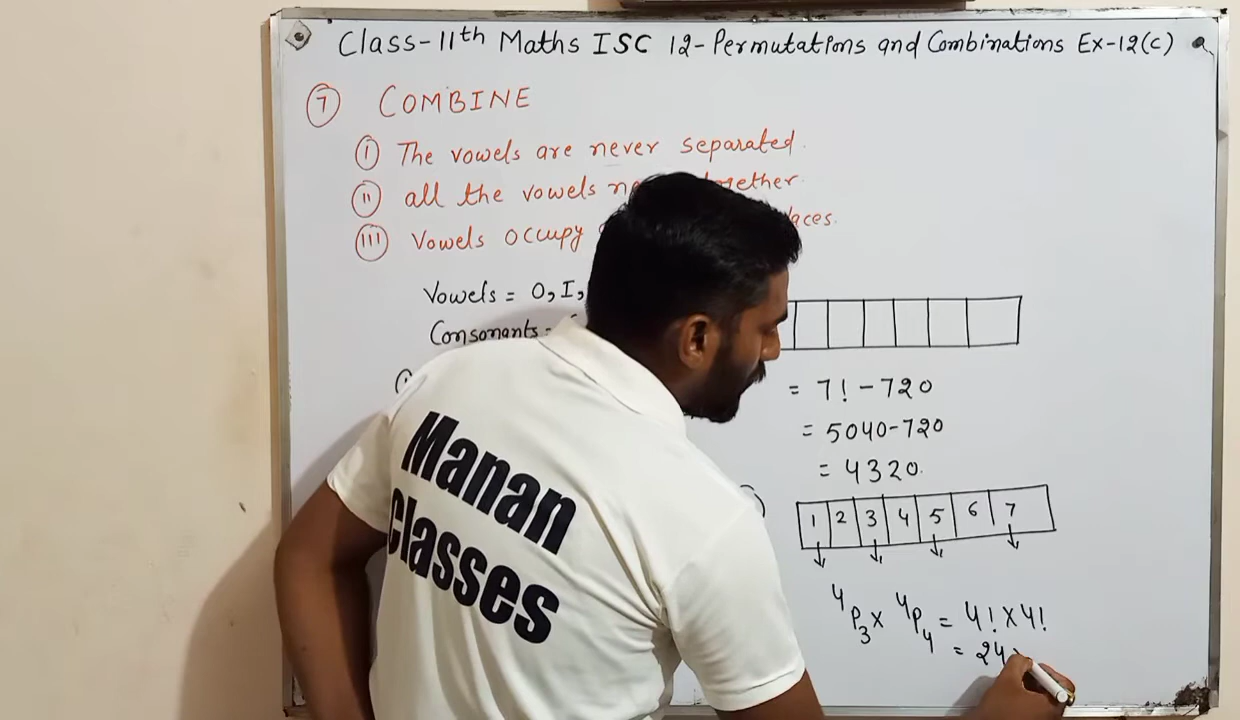 Class-11th Maths ISC 12-Permutations and Combinations Ex-12(c)
7 COMBINE
I The vowels are never separated.
II all the vowels
III Vowels occupy
Vowels = O, I,
Consonants =
= 7! - 720
= 5040-720
= 4320.
1 2 3 4 5 6 7
4P3 x 4P4 = 4! X 4!
= 24
Manan
Classes